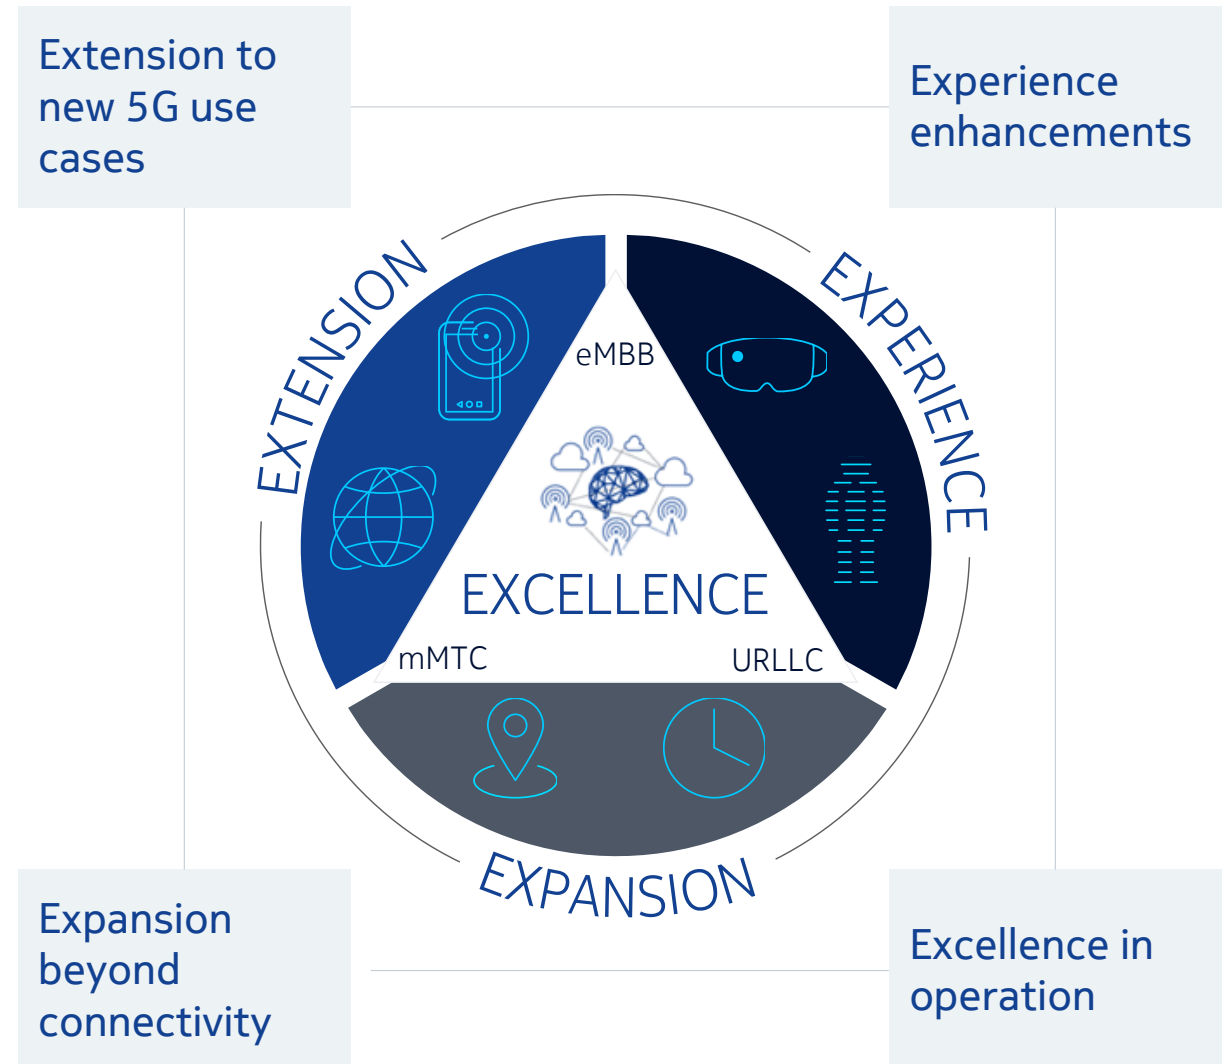 Extension to
new 5G use
cases
Experience
enhancements
EXTENSION
EXPERIENCE
eMBB
EXCELLENCE
mMTC
URLLC
EXPANSION
Expansion
beyond
connectivity
Excellence in
operation